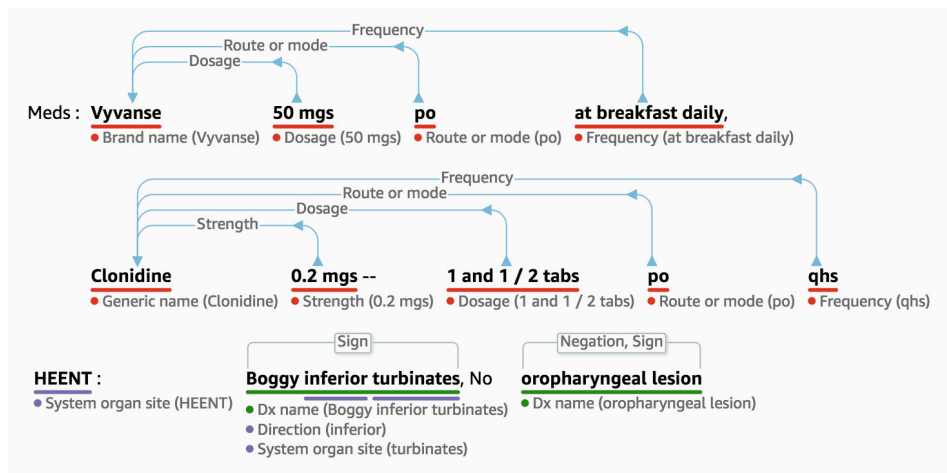 Frequency
Route or mode
Dosage
Meds : Vyvanse 50 mgs po at breakfast daily,
Brand name (Vyvanse) Dosage (50 mgs) Route or mode (po) Frequency (at breakfast daily)
Frequency
Route or mode
Dosage
Strength
Clonidine 0.2 mgs -- 1 and 1 / 2 tabs po qhs
Generic name (Clonidine) Strength (0.2 mgs) Dosage (1 and 1 / 2 tabs) Route or mode (po) Frequency (qhs)
Sign Negation, Sign
HEENT : Boggy inferior turbinates, No oropharyngeal lesion
System organ site (HEENT) Dx name (Boggy inferior turbinates) Dx name (oropharyngeal lesion)
Direction (inferior)
System organ site (turbinates)